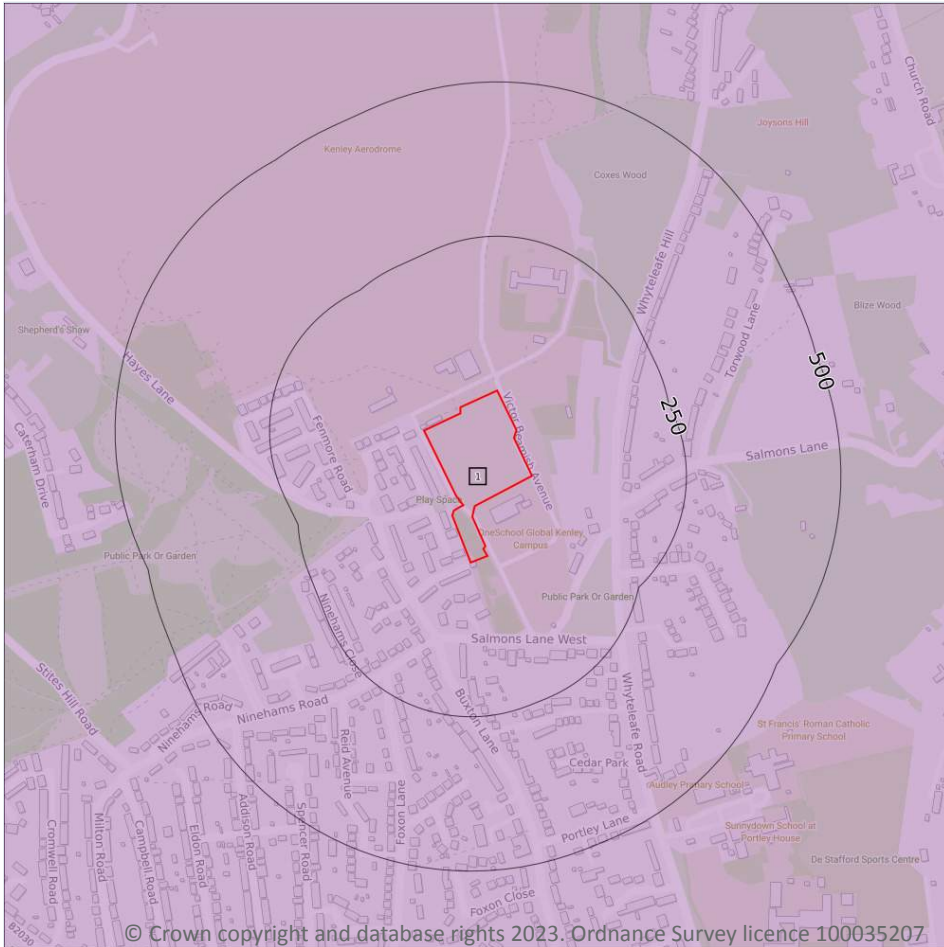 Church Road
Joysons Hill
Kenley Aerodrome
Coxes Wood
Whyteleafe Hill
Blize Wood
Torwood Lane
Shepherd's Shaw
Hayes Lane
500
250
Victor Beamish Avenue
Fenmore Road
Caterham Drive
Salmons Lane
1
Play Space
OneSchool Global Kenley
Campus
Public Park Or Garden
Public Park Or Garden
Ninehams Close
Salmons Lane West
Stites Hill Road
Whyteleafe Road
Buxton Lane
Ninehams Road
Ninehams Road
St Francis' Roman Catholic
Primary School
Reid Avenue
Cedar Park
Audley Primary School
Foxon Lane
Addison Road
Spencer Road
Portley Lane
Sunnydown School at
Portley House
Cromwell Road
Milton Road
Campbell Road
Eldon Road
De Stafford Sports Centre
Foxon Close
B2030
© Crown copyright and database rights 2023. Ordnance Survey licence 100035207.